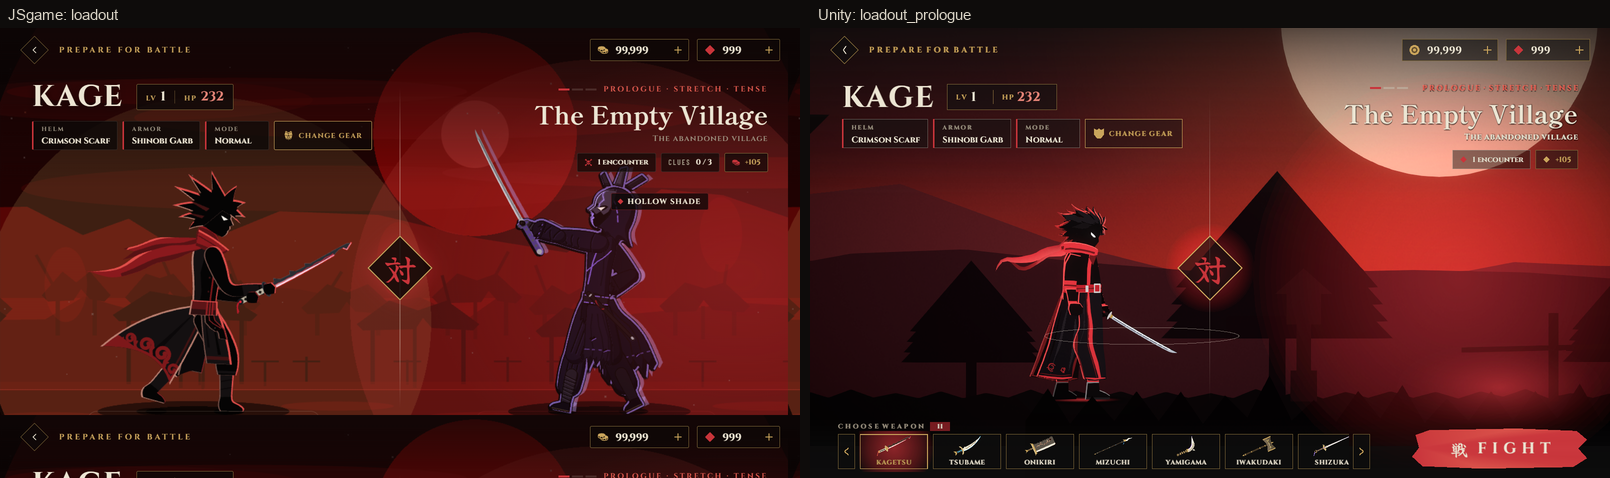 JSgame: loadout
PREPARE FOR BATTLE
99,999 +
999 +
KAGE
LV 1 HP 232
HELM
CRIMSON SCARF
ARMOR
SHINOBI GARB
MODE
NORMAL
CHANGE GEAR
PROLOGUE · STRETCH · TENSE
The Empty Village
THE ABANDONED VILLAGE
1 ENCOUNTER
CLUES 0 / 3
+105
HOLLOW SHADE
対
PREPARE FOR BATTLE
99,999 +
999 +
KAGE
PROLOGUE · STRETCH · TENSE
Unity: loadout_prologue
PREPARE FOR BATTLE
99,999 +
999 +
KAGE
LV 1 HP 232
HELM
CRIMSON SCARF
ARMOR
SHINOBI GARB
MODE
NORMAL
CHANGE GEAR
PROLOGUE · STRETCH · TENSE
The Empty Village
THE ABANDONED VILLAGE
1 ENCOUNTER
+105
対
CHOOSE WEAPON 11
KAGETSU
TSUBAME
ONIKIRI
MIZUCHI
YAMIGAMA
IWAKUDAKI
SHIZUKA
戦 FIGHT